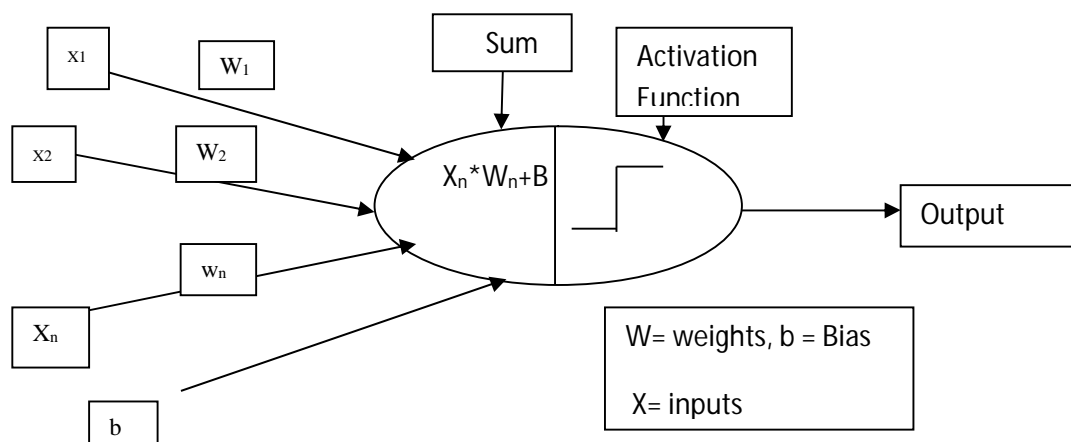 X1
W1
Sum
Activation
Function
X2
W2
Xn*Wn+B
Output
wn
Xn
W= weights, b = Bias
X= inputs
b